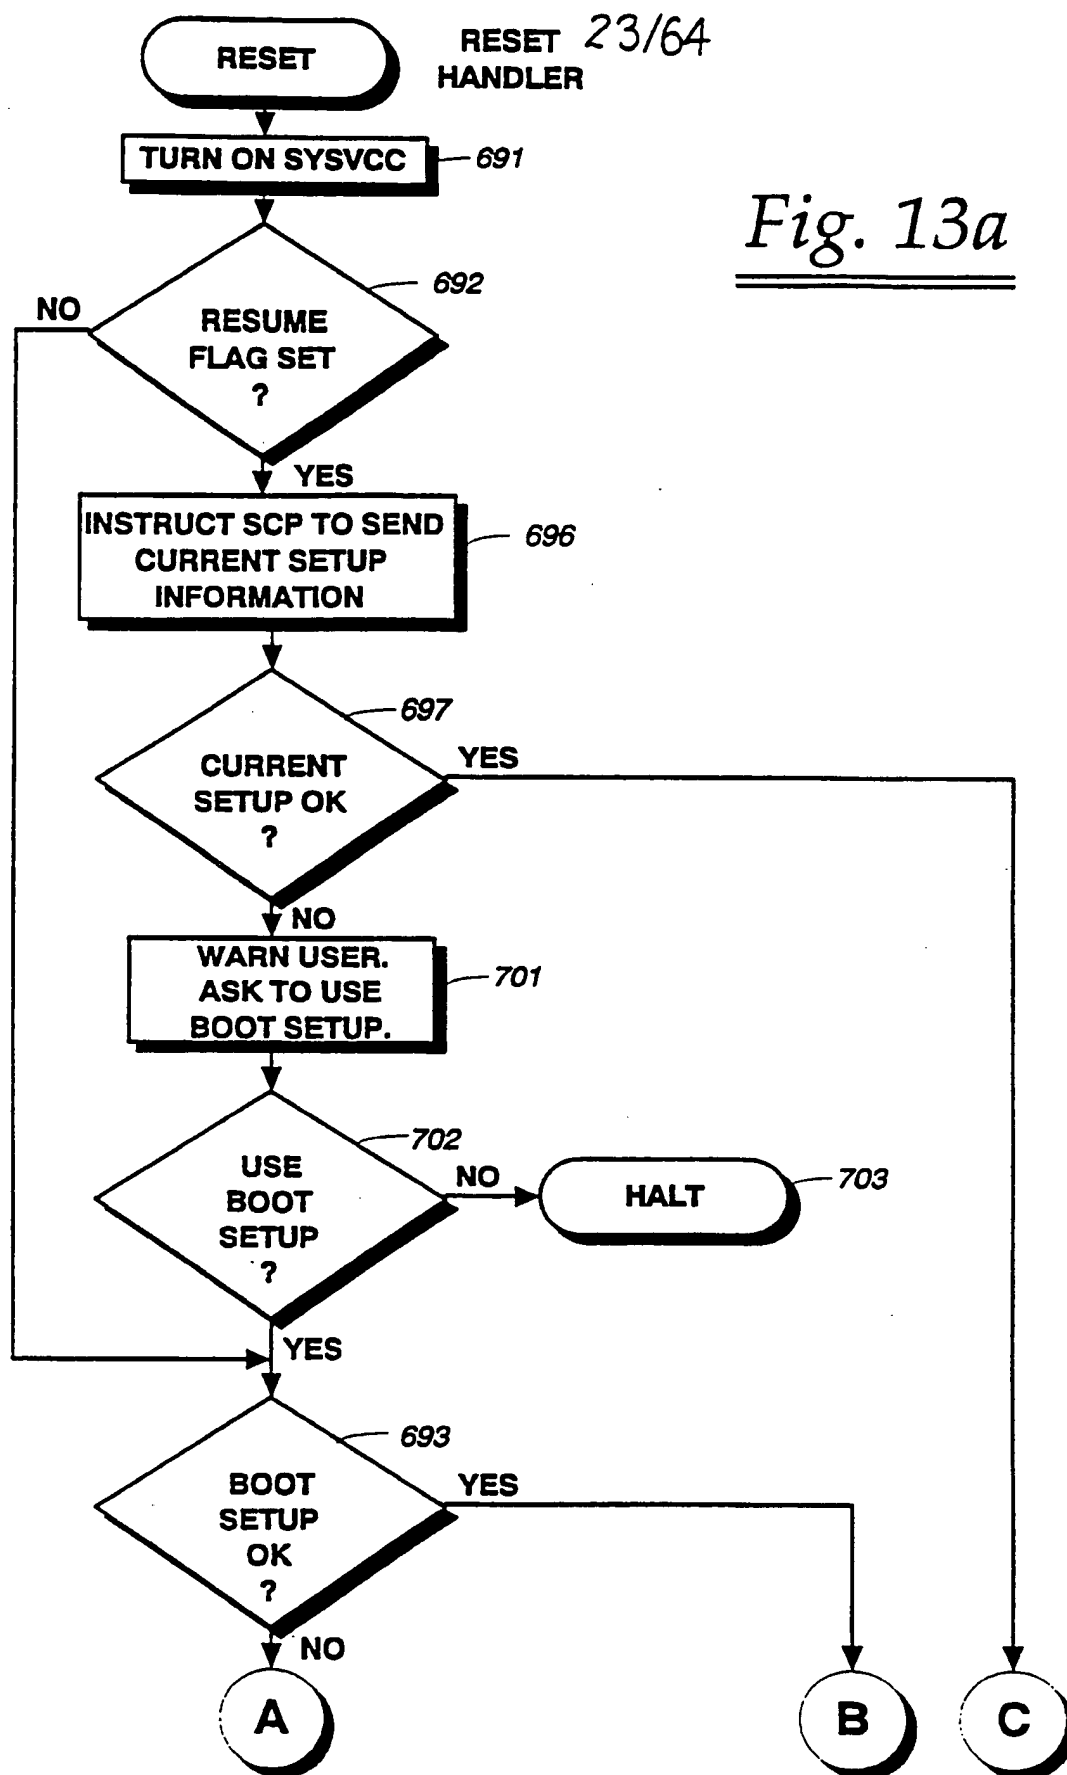 RESET
RESET 23/64
HANDLER
TURN ON SYSVCC
691
Fig. 13a
692
NO
RESUME
FLAG SET
?
YES
INSTRUCT SCP TO SEND
CURRENT SETUP
INFORMATION
696
697
YES
CURRENT
SETUP OK
?
NO
WARN USER.
ASK TO USE
BOOT SETUP.
701
702
USE
BOOT
SETUP
?
NO
HALT
703
YES
693
BOOT
SETUP
OK
?
YES
NO
A
B
C